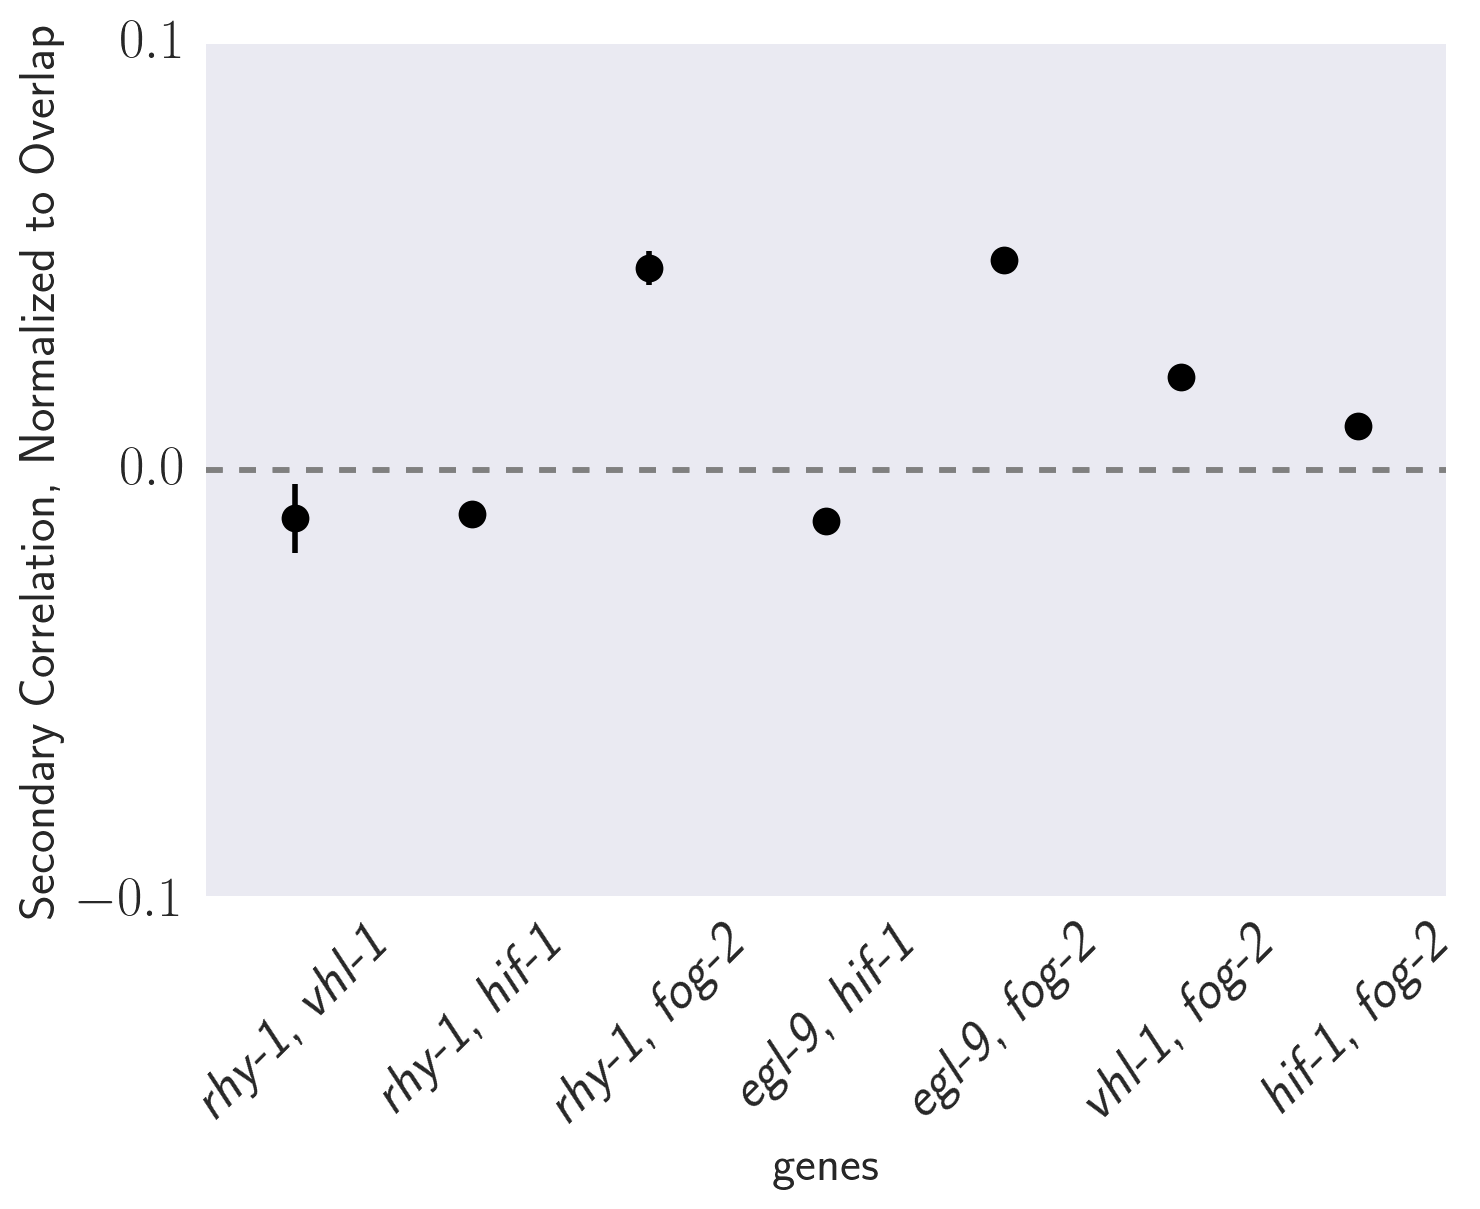 Secondary Correlation, Normalized to Overlap
0.1
0.0
−0.1
rhy-1, vhl-1
rhy-1, hif-1
rhy-1, fog-2
egl-9, hif-1
egl-9, fog-2
vhl-1, fog-2
hif-1, fog-2
genes